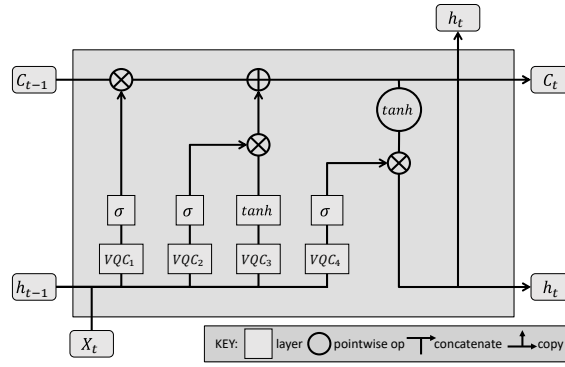 h_t
C_{t−1}
C_t
tanh
σ σ tanh σ
VQC_1 VQC_2 VQC_3 VQC_4
h_{t−1}
h_t
X_t
KEY: layer pointwise op concatenate copy